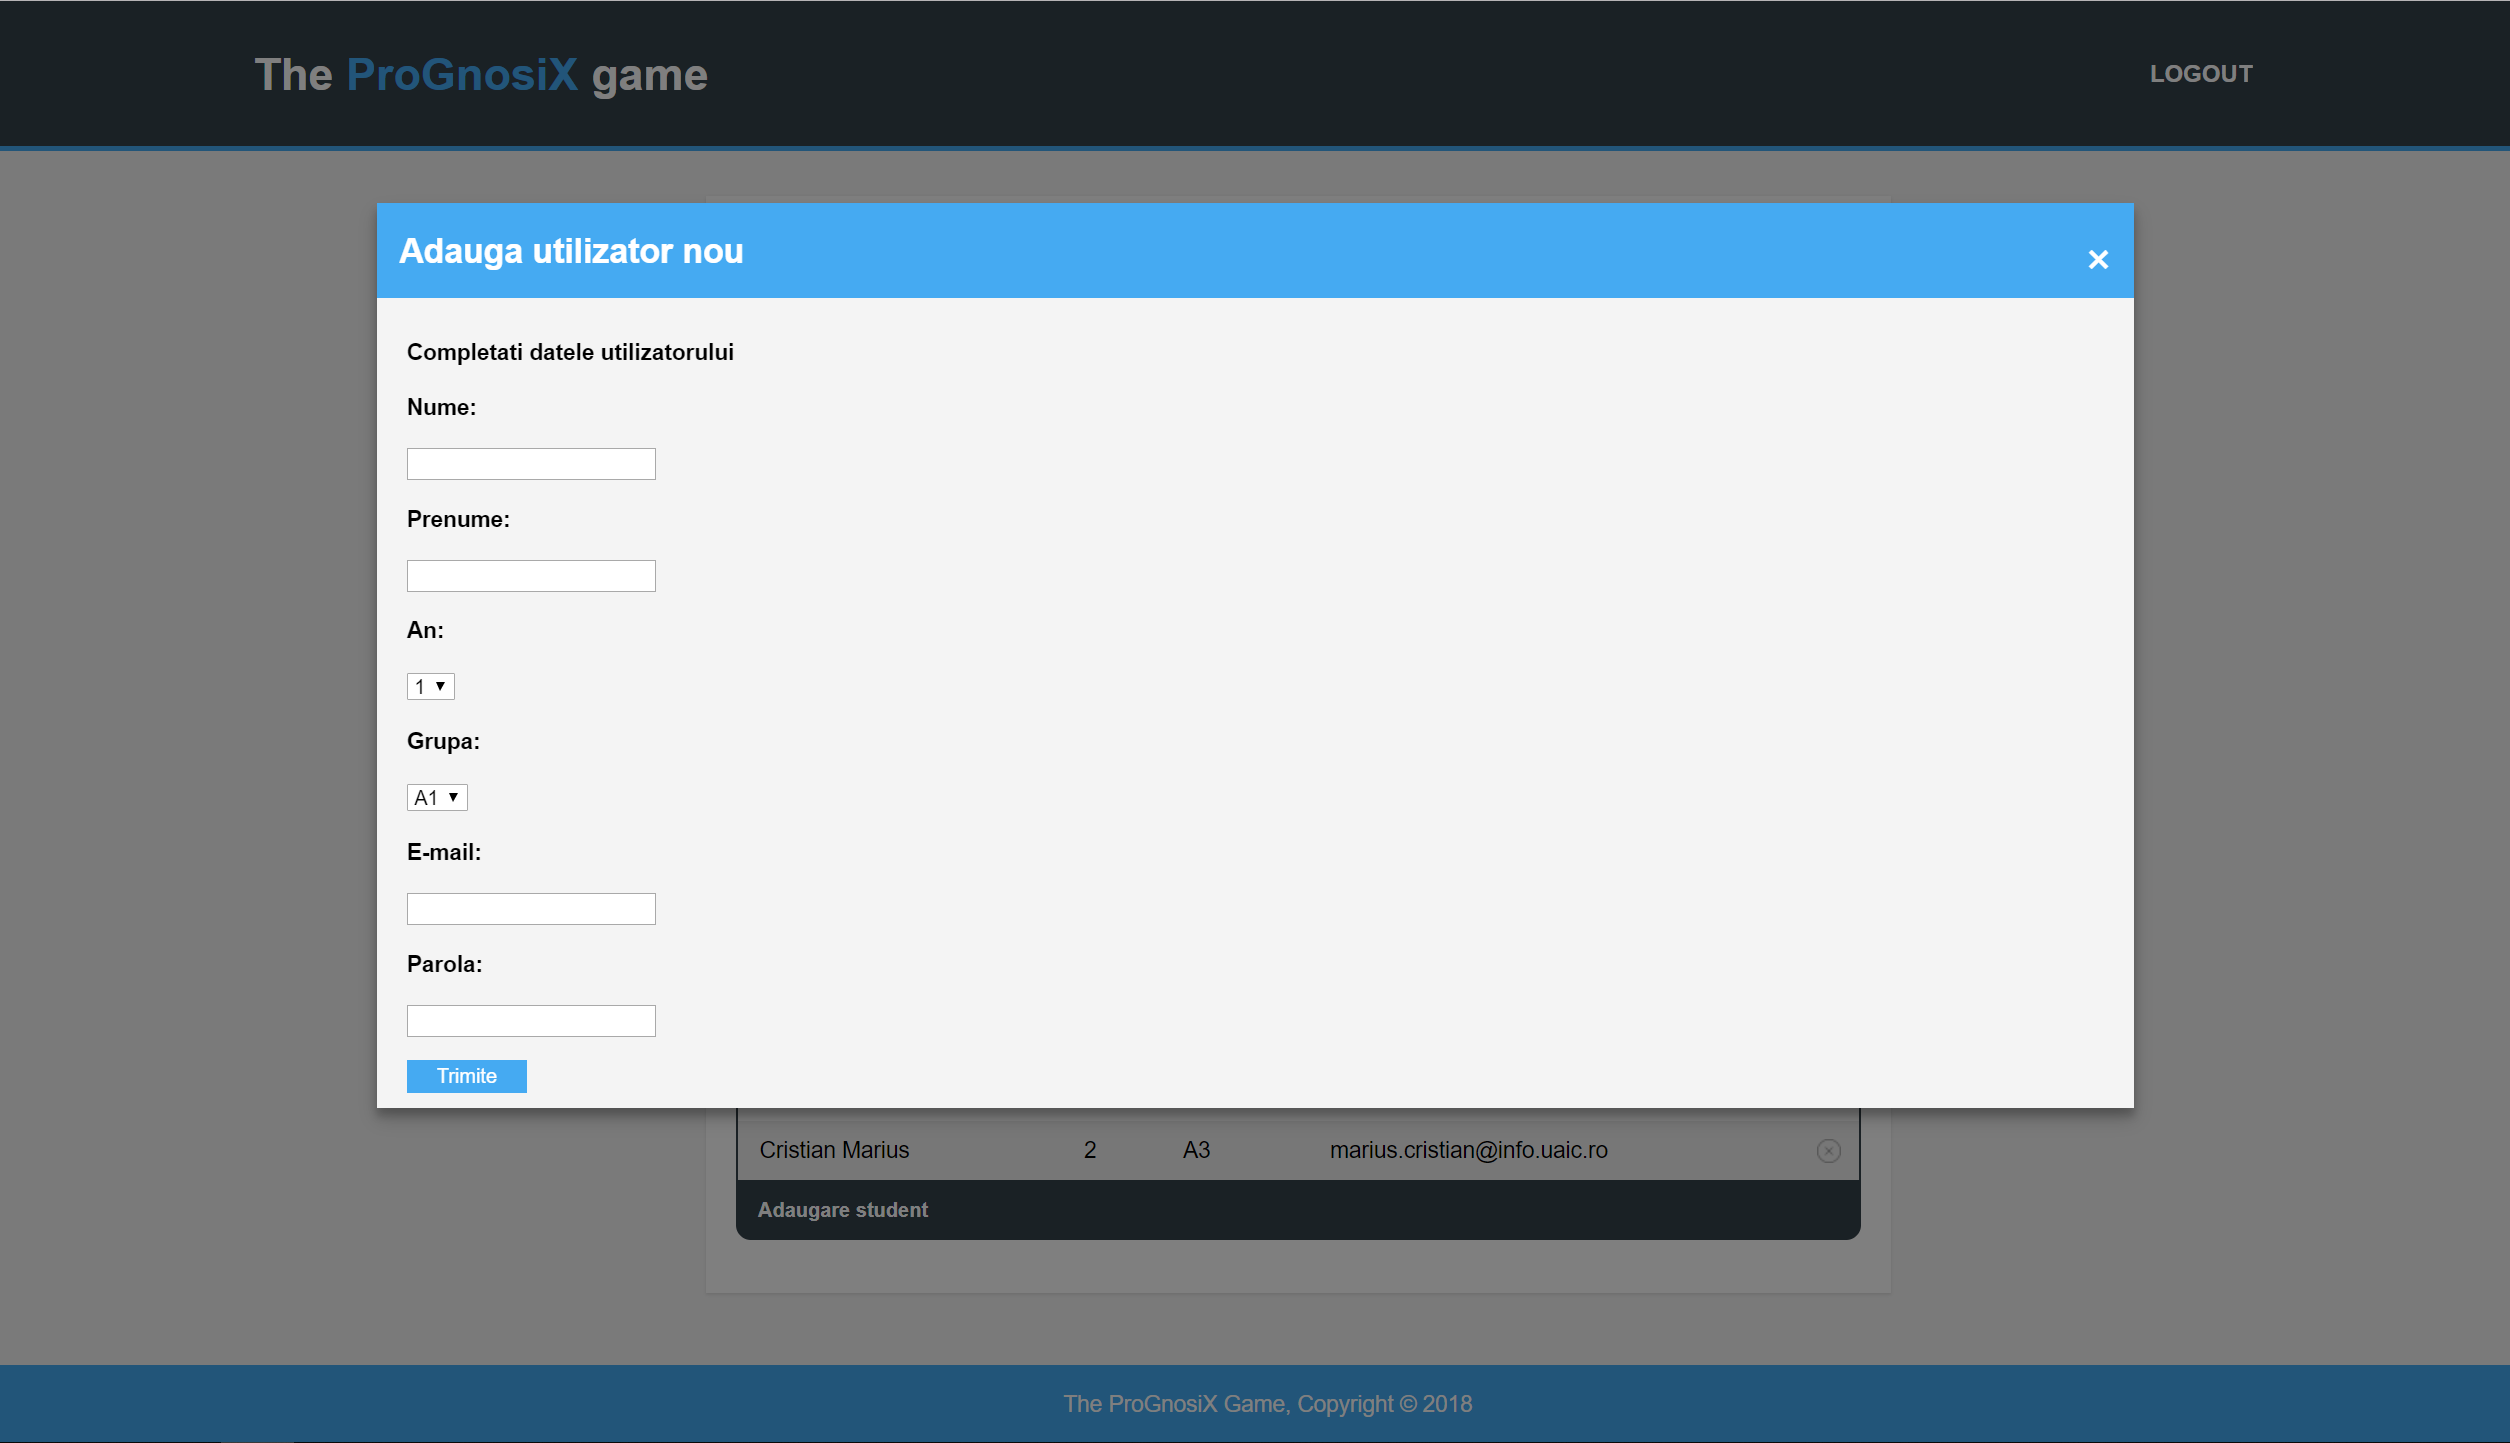 The ProGnosiX game
LOGOUT
Adauga utilizator nou
×
Completati datele utilizatorului
Nume:
Prenume:
An:
1
Grupa:
A1
E-mail:
Parola:
Trimite
Cristian Marius 2 A3 marius.cristian@info.uaic.ro
Adaugare student
The ProGnosiX Game, Copyright © 2018